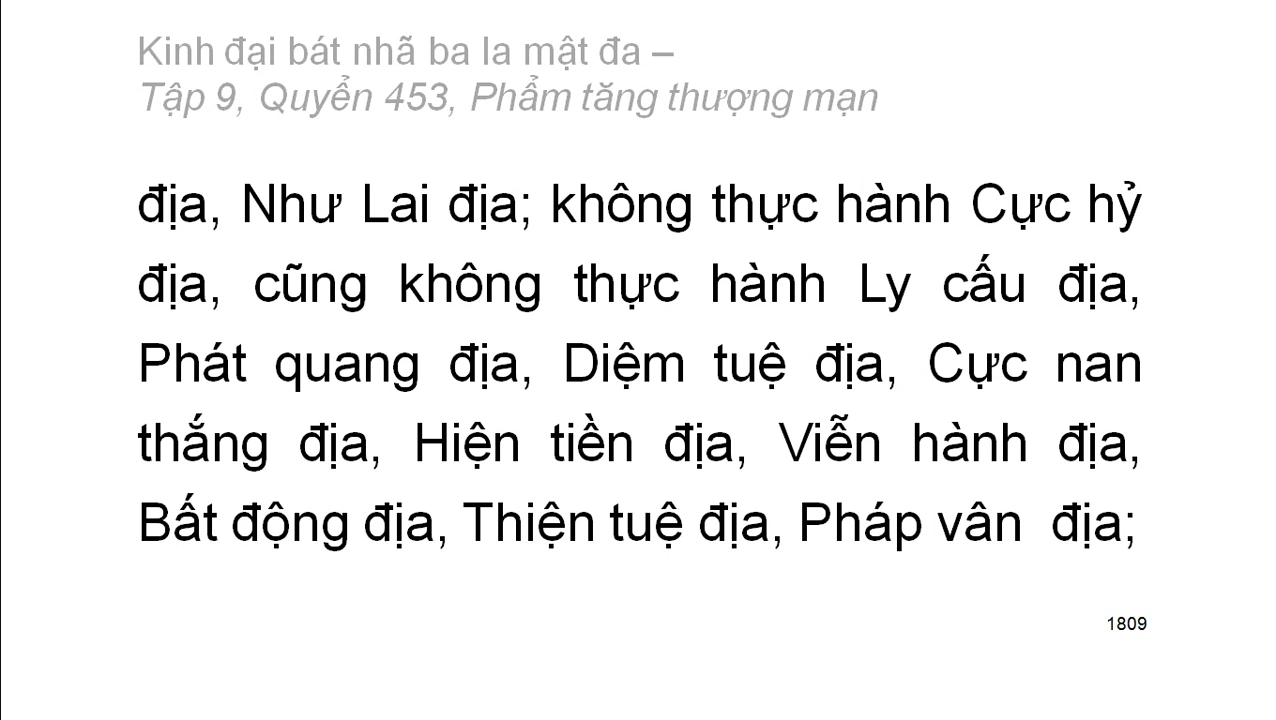 Kinh đại bát nhã ba la mật đa –
Tập 9, Quyển 453, Phẩm tăng thượng mạn
địa, Như Lai địa; không thực hành Cực hỷ
địa, cũng không thực hành Ly cấu địa,
Phát quang địa, Diệm tuệ địa, Cực nan
thắng địa, Hiện tiền địa, Viễn hành địa,
Bất động địa, Thiện tuệ địa, Pháp vân địa;
1809